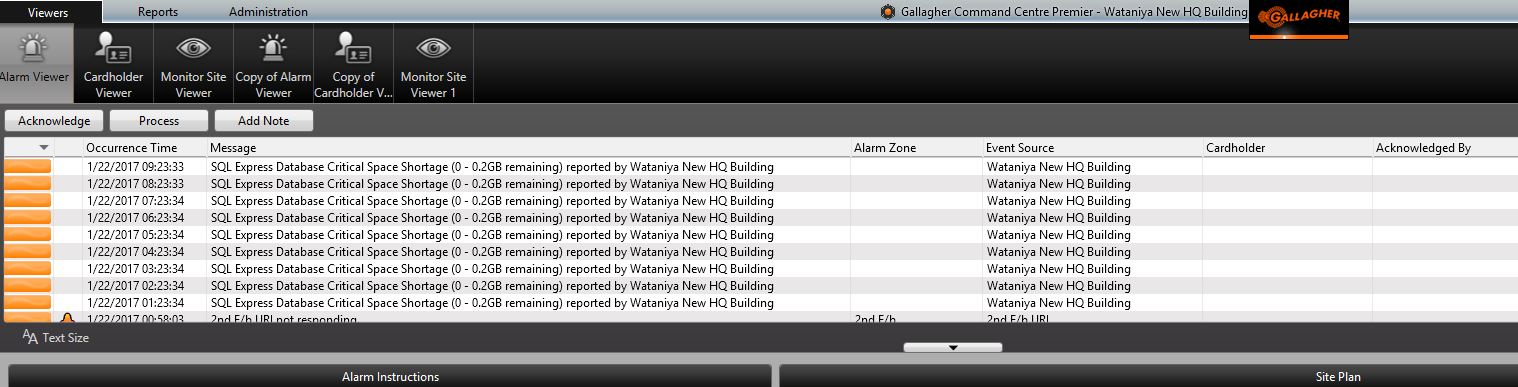 Viewers Reports Administration Gallagher Command Centre Premier - Wataniya New HQ Building GALLAGHER
Alarm Viewer Cardholder Viewer Monitor Site Viewer Copy of Alarm Viewer Copy of Cardholder V... Monitor Site Viewer 1
Acknowledge Process Add Note
Occurrence Time Message Alarm Zone Event Source Cardholder Acknowledged By
1/22/2017 09:23:33 SQL Express Database Critical Space Shortage (0 - 0.2GB remaining) reported by Wataniya New HQ Building Wataniya New HQ Building
1/22/2017 08:23:33 SQL Express Database Critical Space Shortage (0 - 0.2GB remaining) reported by Wataniya New HQ Building Wataniya New HQ Building
1/22/2017 07:23:34 SQL Express Database Critical Space Shortage (0 - 0.2GB remaining) reported by Wataniya New HQ Building Wataniya New HQ Building
1/22/2017 06:23:34 SQL Express Database Critical Space Shortage (0 - 0.2GB remaining) reported by Wataniya New HQ Building Wataniya New HQ Building
1/22/2017 05:23:34 SQL Express Database Critical Space Shortage (0 - 0.2GB remaining) reported by Wataniya New HQ Building Wataniya New HQ Building
1/22/2017 04:23:34 SQL Express Database Critical Space Shortage (0 - 0.2GB remaining) reported by Wataniya New HQ Building Wataniya New HQ Building
1/22/2017 03:23:34 SQL Express Database Critical Space Shortage (0 - 0.2GB remaining) reported by Wataniya New HQ Building Wataniya New HQ Building
1/22/2017 02:23:34 SQL Express Database Critical Space Shortage (0 - 0.2GB remaining) reported by Wataniya New HQ Building Wataniya New HQ Building
1/22/2017 01:23:34 SQL Express Database Critical Space Shortage (0 - 0.2GB remaining) reported by Wataniya New HQ Building Wataniya New HQ Building
1/22/2017 00:58:03 2nd F/h URI not responding 2nd F/h 2nd F/h URI
AA Text Size
Alarm Instructions Site Plan